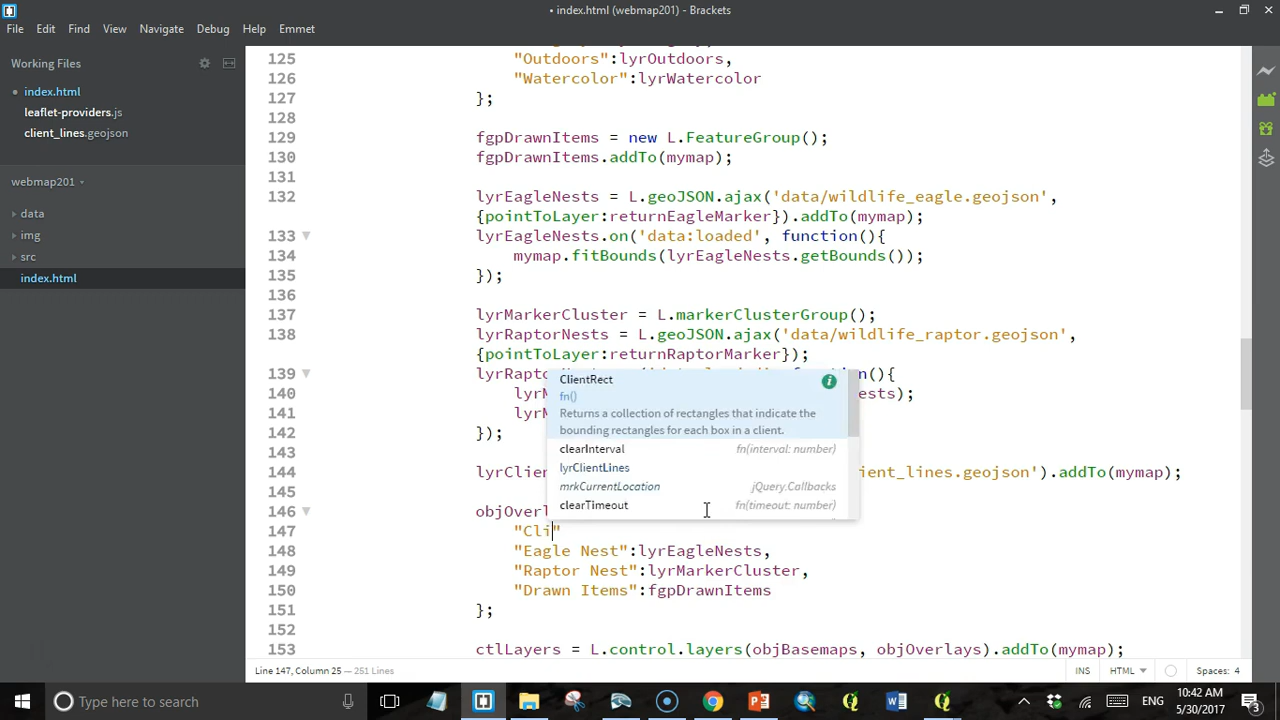 • index.html (webmap201) - Brackets
File Edit Find View Navigate Debug Help Emmet
Working Files
index.html
leaflet-providers.js
client_lines.geojson
webmap201
data
img
src
index.html
125 "Outdoors":lyrOutdoors,
126 "Watercolor":lyrWatercolor
127 };
128
129 fgpDrawnItems = new L.FeatureGroup();
130 fgpDrawnItems.addTo(mymap);
131
132 lyrEagleNests = L.geoJSON.ajax('data/wildlife_eagle.geojson',
{pointToLayer:returnEagleMarker}).addTo(mymap);
133 lyrEagleNests.on('data:loaded', function(){
134 mymap.fitBounds(lyrEagleNests.getBounds());
135 });
136
137 lyrMarkerCluster = L.markerClusterGroup();
138 lyrRaptorNests = L.geoJSON.ajax('data/wildlife_raptor.geojson',
{pointToLayer:returnRaptorMarker});
139 lyrRapto ction(){
140 lyrM ests);
141 lyrM
142 });
143
144 lyrClien ient_lines.geojson').addTo(mymap);
145
146 objOverl
147 "Cli"
148 "Eagle Nest":lyrEagleNests,
149 "Raptor Nest":lyrMarkerCluster,
150 "Drawn Items":fgpDrawnItems
151 };
152
153 ctlLayers = L.control.layers(objBasemaps, objOverlays).addTo(mymap);
ClientRect
fn()
Returns a collection of rectangles that indicate the
bounding rectangles for each box in a client.
clearInterval fn(interval: number)
lyrClientLines
mrkCurrentLocation jQuery.Callbacks
clearTimeout fn(timeout: number)
Line 147, Column 25 — 251 Lines INS HTML Spaces: 4
Type here to search ENG 10:42 AM
5/30/2017 3